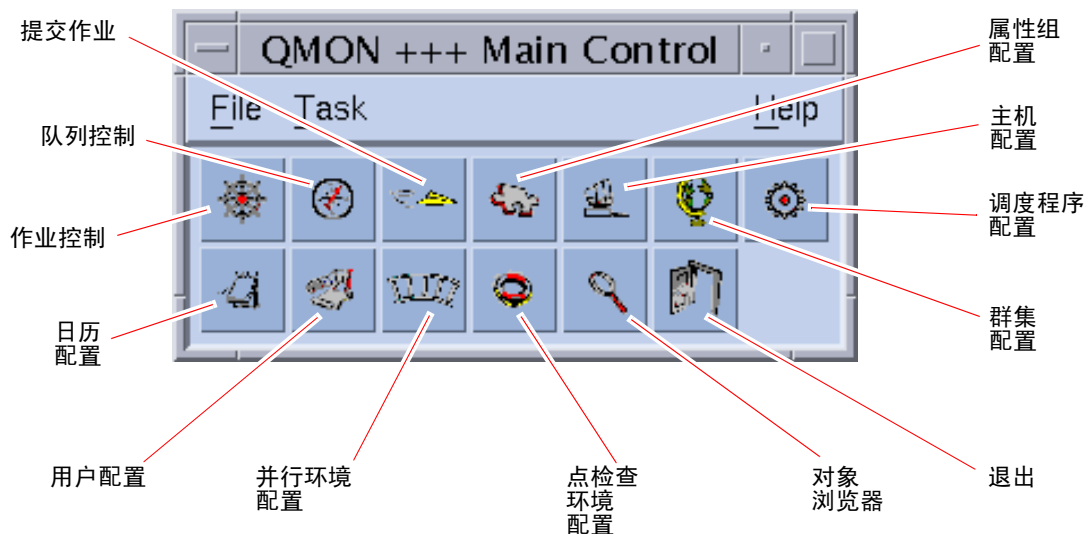 提交作业
QMON +++ Main Control
属性组
配置
File Task Help
队列控制
主机
配置
作业控制
调度程序
配置
日历
配置
群集
配置
用户配置
并行环境
配置
点检查
环境
配置
对象
浏览器
退出